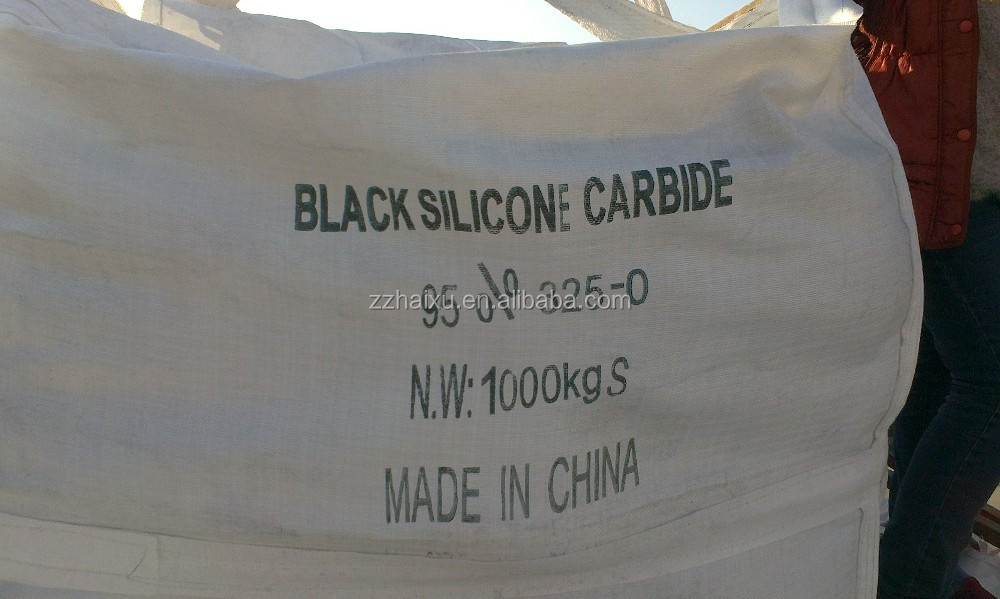 BLACK SILICONE CARBIDE
95 % 325-0
zzhaixu.en.alibaba.com
N.W: 1000kgS
MADE IN CHINA